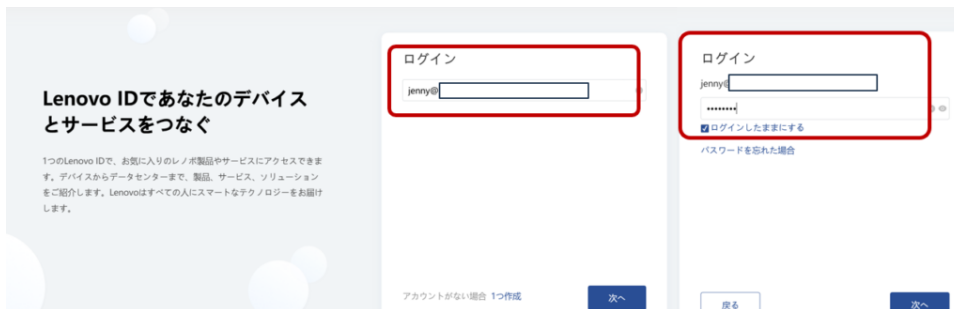 Lenovo IDであなたのデバイス
とサービスをつなぐ
1つのLenovo IDで、お気に入りのレノボ製品やサービスにアクセスできま
す。デバイスからデータセンターまで、製品、サービス、ソリューション
をご紹介します。Lenovoはすべての人にスマートなテクノロジーをお届け
します。
ログイン
jenny@
アカウントがない場合 1つ作成
次へ
ログイン
jenny@
••••••••
ログインしたままにする
パスワードを忘れた場合
戻る
次へ